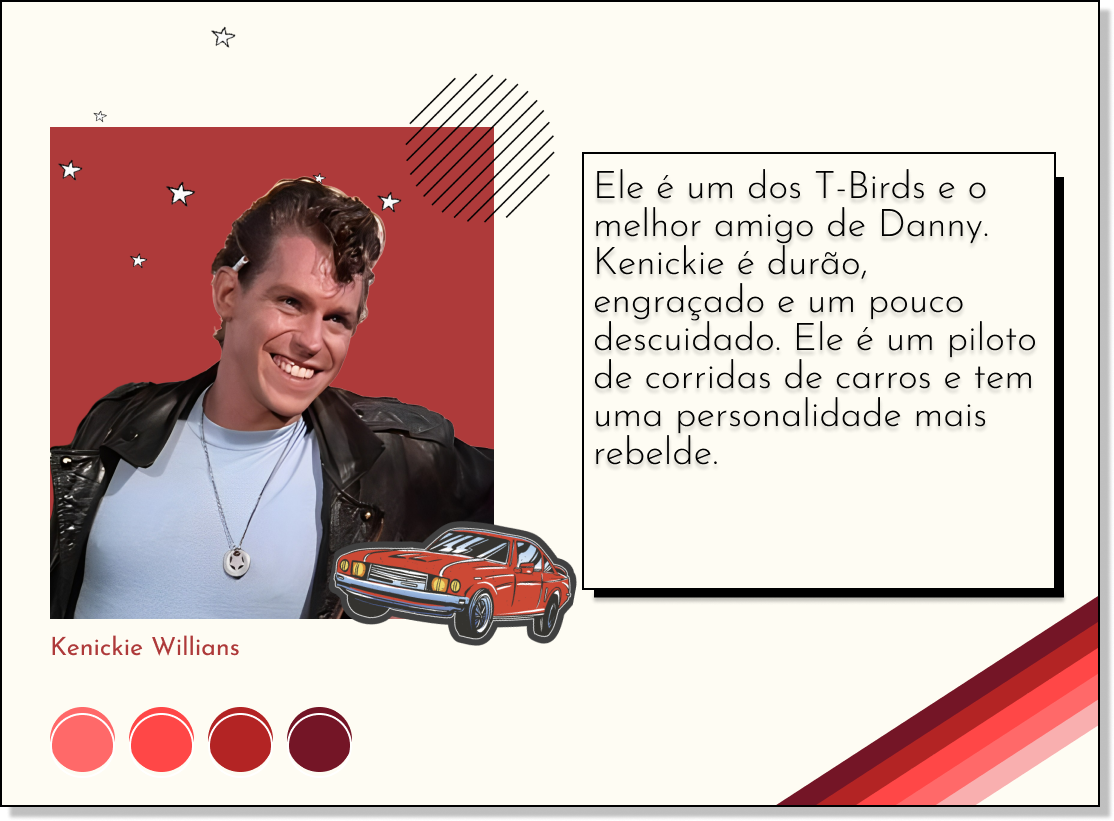 Ele é um dos T-Birds e o
melhor amigo de Danny.
Kenickie é durão,
engraçado e um pouco
descuidado. Ele é um piloto
de corridas de carros e tem
uma personalidade mais
rebelde.
Kenickie Willians